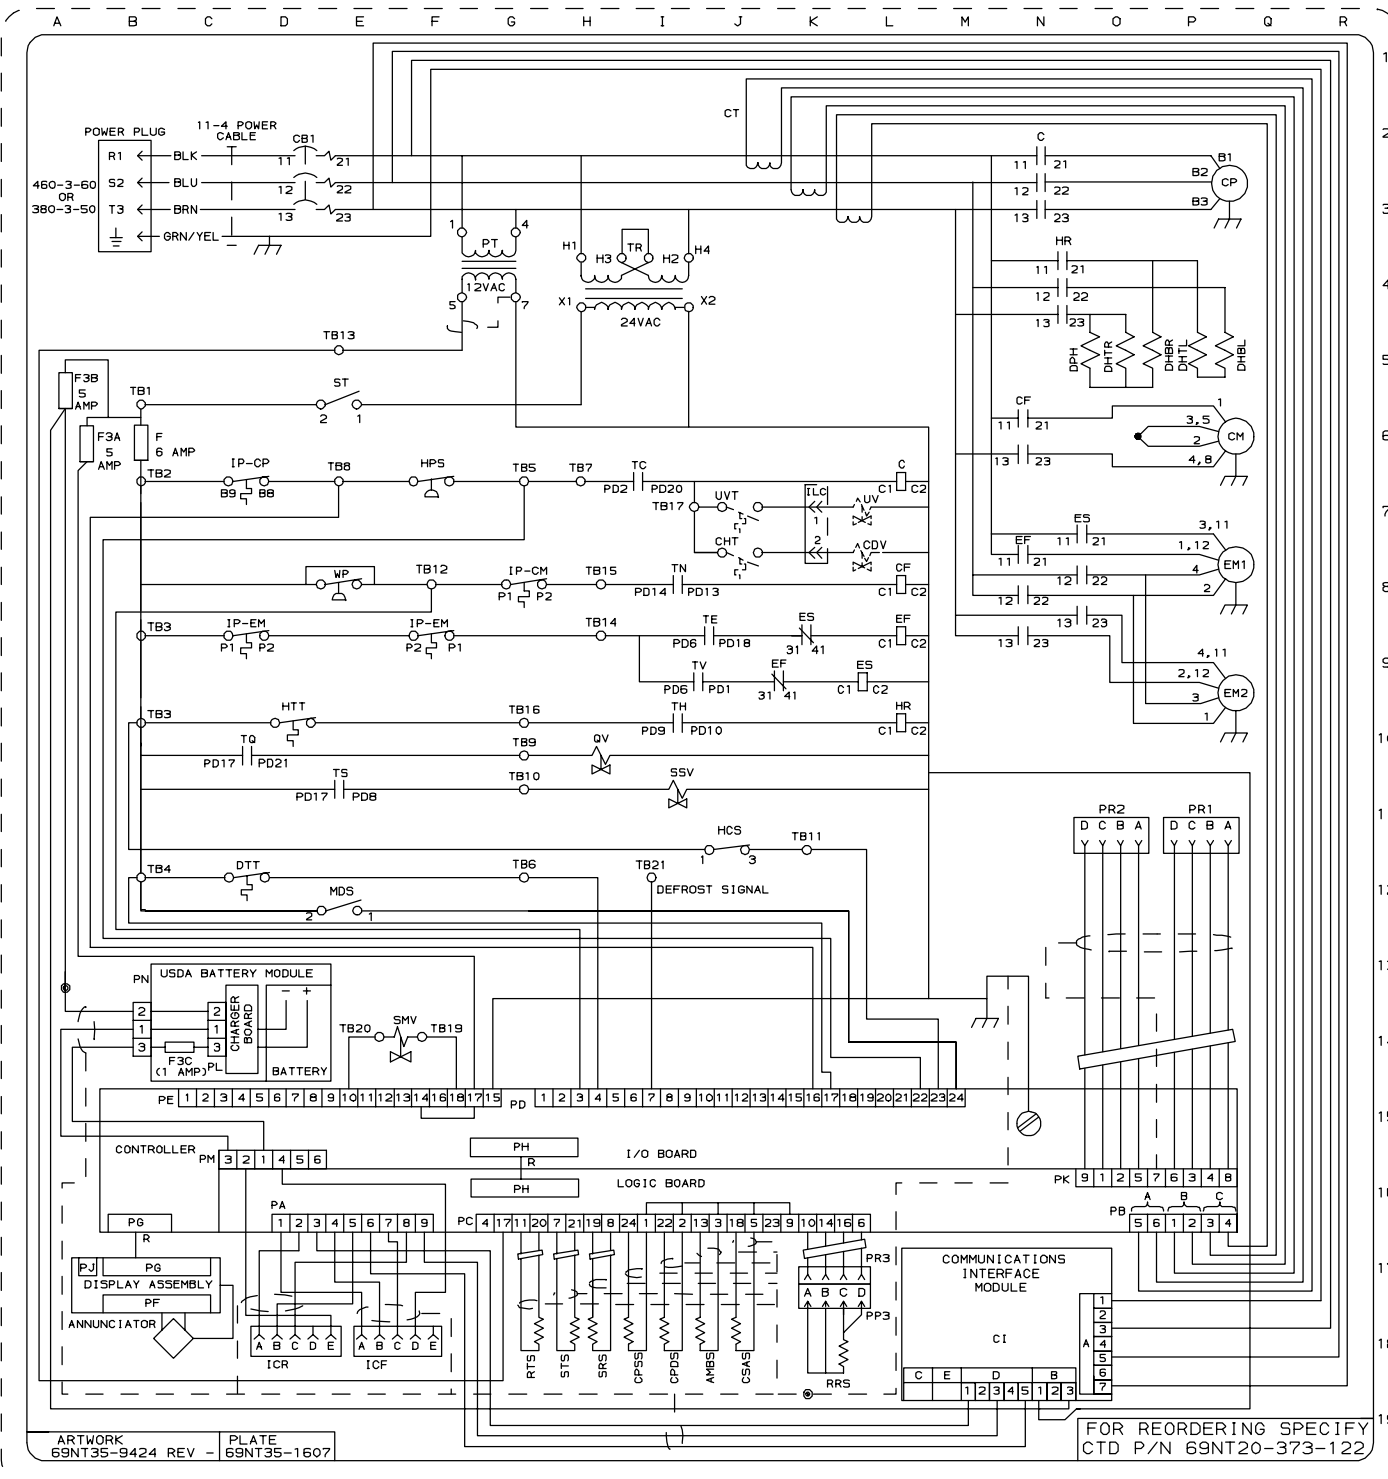 A B C D E F G H I J K L M N O P Q R
1
CT
POWER PLUG
11-4 POWER
CABLE
CB1
C
2
R1 BLK 11 21 11 21 B1
S2 BLU 12 22 12 22 B2 CP
460-3-60
OR
380-3-50
T3 BRN 13 23 13 23 B3
3
GRN/YEL
1 PT 4
H1 H3 TR H2 H4
HR
11 21
12VAC
12 22
4
5 7
X1 X2
24VAC
13 23
TB13
DPH DHTR DHBR DHTL DHBL
5
F3B
5
AMP
TB1 ST
2 1
CF
11 21
1
3,5
2
4,8
CM
6
F3A
5
AMP
F
6 AMP
13 23
TB2 IP-CP TB8 HPS TB5 TB7 TC C
B9 B8 PD2 PD20 C1 C2
TB17 UVT ILC UV
1
7
ES
11 21
3,11
CHT 2 CDV
EF
11 21
1,12
EM1
WP TB12 IP-CM TB15 TN CF
P1 P2 PD14 PD13 C1 C2
12 22
4
8
12 22
2
TB3 IP-EM IP-EM TB14 TE ES EF
P1 P2 P2 P1 PD6 PD18 31 41 C1 C2
13 23
13 23
4,11
9
TV EF ES
PD6 PD1 31 41 C1 C2
2,12
3
EM2
1
TB3 HTT TB16 TH HR
PD9 PD10 C1 C2
TQ TB9 QV
PD17 PD21
10
TS TB10 SSV
PD17 PD8
PR2 PR1
D C B A D C B A
11
HCS TB11
1 3
TB4 DTT TB6 TB21
DEFROST SIGNAL
12
MDS
2 1
13
PN USDA BATTERY MODULE
2 2
1 1
3 3
CHARGER
BOARD
- +
F3C
(1 AMP)
PL
BATTERY
TB20 SMV TB19
14
PE 1 2 3 4 5 6 7 8 9 10 11 12 13 14 16 18 17 15
PD 1 2 3 4 5 6 7 8 9 10 11 12 13 14 15 16 17 18 19 20 21 22 23 24
15
CONTROLLER PM 3 2 1 4 5 6
PH
R
PH
I/O BOARD
LOGIC BOARD
PK 9 1 2 5 7 6 3 4 8
16
A B C
PB 5 6 1 2 3 4
PG
R
PA
1 2 3 4 5 6 7 8 9
PC 4 17 11 20 7 21 19 8 24 1 22 2 13 3 18 5 23 9 10 14 16 6
PJ PG
DISPLAY ASSEMBLY
PF
ANNUNCIATOR
PR3
A B C D
A B C D
PP3
COMMUNICATIONS
INTERFACE
MODULE
17
A B C D E
ICR
A B C D E
ICF
RTS STS SRS CPSS CPDS AMBS CSAS
RRS
CI
A
1
2
3
4
5
6
7
18
C E D B
1 2 3 4 5 1 2 3
19
ARTWORK
69NT35-9424 REV -
PLATE
69NT35-1607
FOR REORDERING SPECIFY
CTD P/N 69NT20-373-122